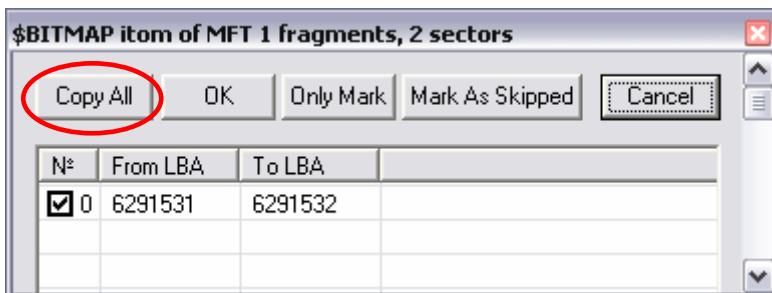 $BITMAP itom of MFT 1 fragments, 2 sectors
Copy All OK Only Mark Mark As Skipped Cancel
Nº From LBA To LBA
0 6291531 6291532